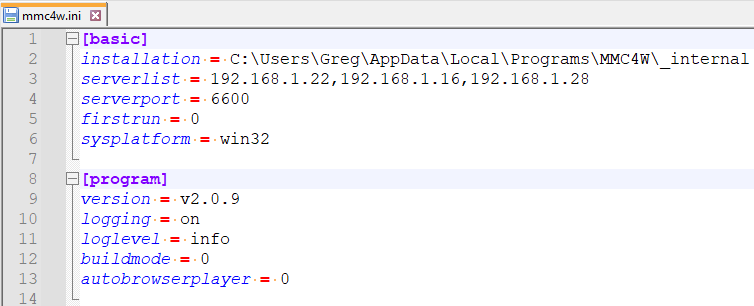 mmc4w.ini
1 [basic]
2 installation = C:\Users\Greg\AppData\Local\Programs\MMC4W\_internal
3 serverlist = 192.168.1.22,192.168.1.16,192.168.1.28
4 serverport = 6600
5 firstrun = 0
6 sysplatform = win32
7
8 [program]
9 version = v2.0.9
10 logging = on
11 loglevel = info
12 buildmode = 0
13 autobrowserplayer = 0
14